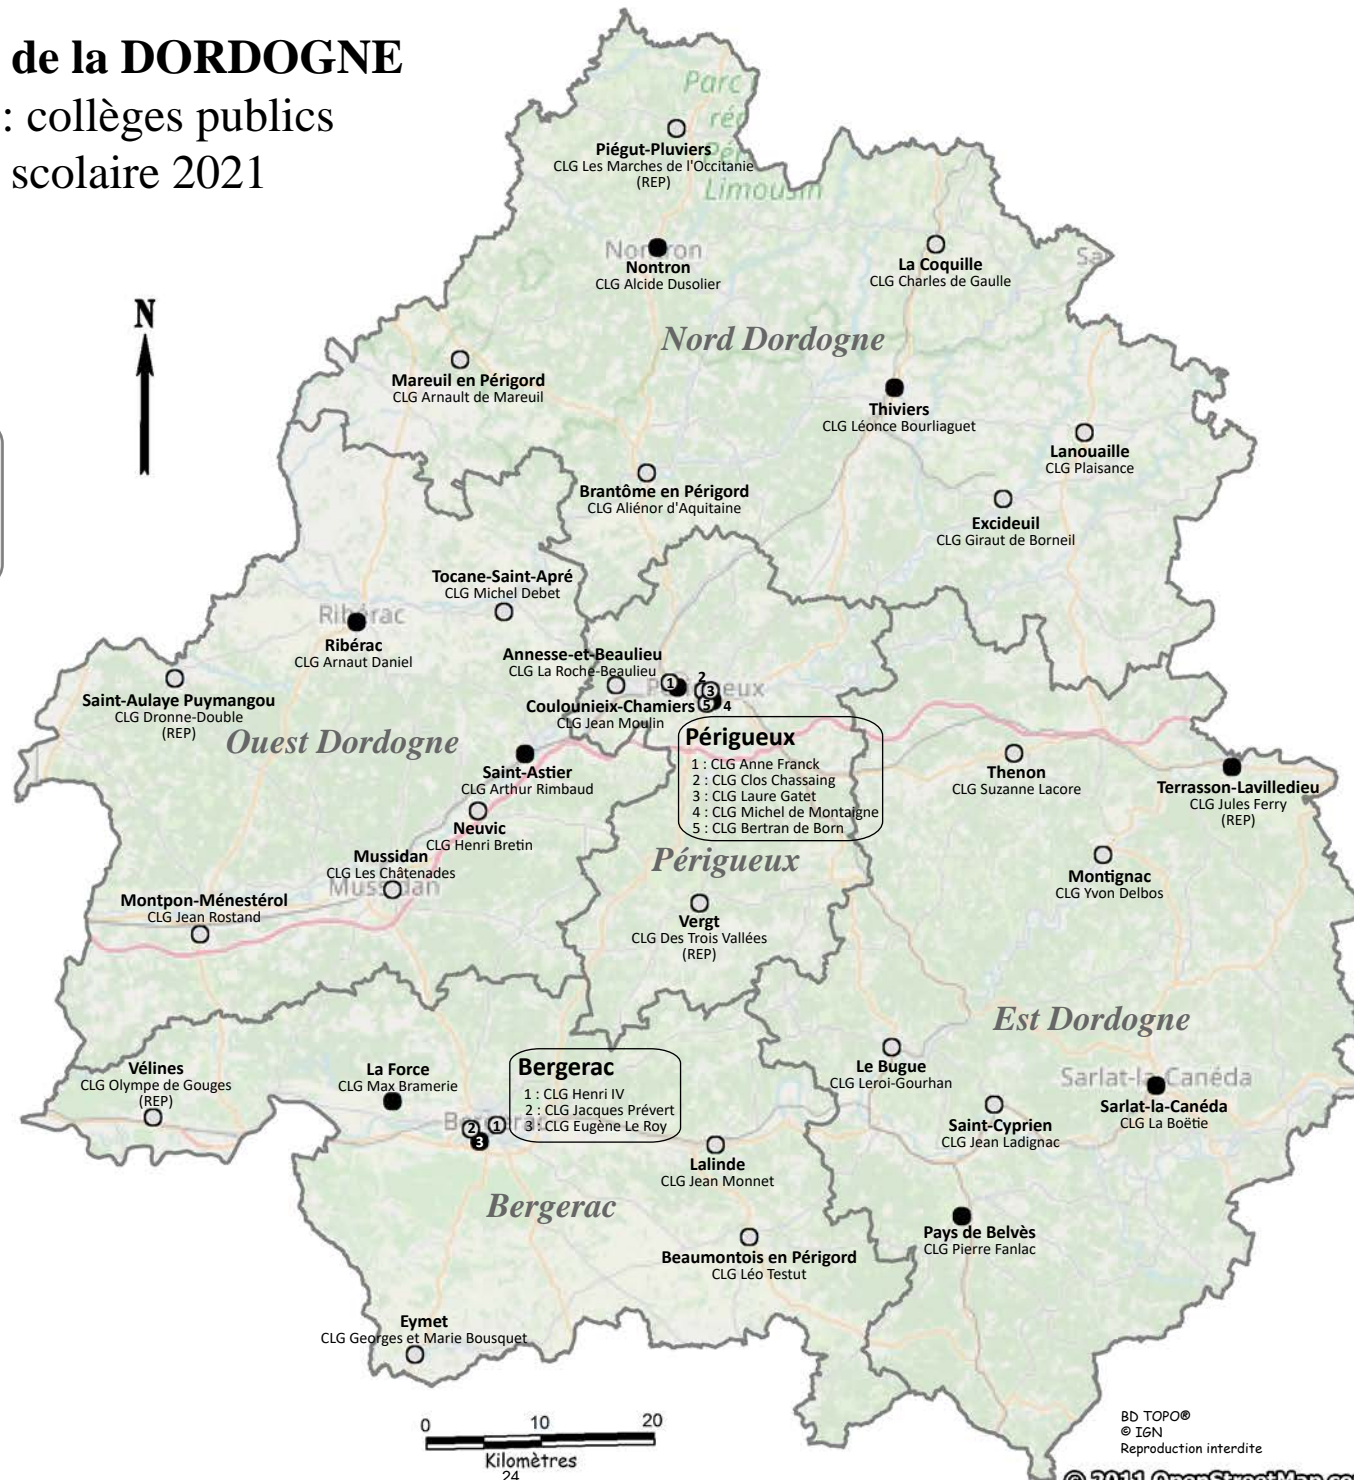 de la DORDOGNE
: collèges publics
scolaire 2021
N
Parc
Limousin
Piégut-Pluviers
CLG Les Marches de l'Occitanie
(REP)
Nontron
Nontron
CLG Alcide Dusolier
La Coquille
CLG Charles de Gaulle
Sa
Nord Dordogne
Mareuil en Périgord
CLG Arnault de Mareuil
Thiviers
CLG Léonce Bourliaguet
Lanouaille
CLG Plaisance
Brantôme en Périgord
CLG Aliénor d'Aquitaine
Excideuil
CLG Giraut de Borneil
Tocane-Saint-Apré
CLG Michel Debet
Ribérac
Ribérac
CLG Arnaut Daniel
Annesse-et-Beaulieu
CLG La Roche-Beaulieu
Saint-Aulaye Puymangou
CLG Dronne-Double
(REP)
1
2
3
5
4
Périgueux
Coulounieix-Chamiers
CLG Jean Moulin
Ouest Dordogne
Périgueux
1 : CLG Anne Franck
2 : CLG Clos Chassaing
3 : CLG Laure Gatet
4 : CLG Michel de Montaigne
5 : CLG Bertran de Born
Saint-Astier
CLG Arthur Rimbaud
Thenon
CLG Suzanne Lacore
Terrasson-Lavilledieu
CLG Jules Ferry
(REP)
Neuvic
CLG Henri Bretin
Mussidan
CLG Les Châtenades
Mussidan
Périgueux
Montignac
CLG Yvon Delbos
Montpon-Ménestérol
CLG Jean Rostand
Vergt
CLG Des Trois Vallées
(REP)
Est Dordogne
Vélines
CLG Olympe de Gouges
(REP)
La Force
CLG Max Bramerie
Bergerac
1 : CLG Henri IV
2 : CLG Jacques Prévert
3 : CLG Eugène Le Roy
Bergerac
2
1
3
Le Bugue
CLG Leroi-Gourhan
Sarlat-la-Canéda
Sarlat-la-Canéda
CLG La Boëtie
Saint-Cyprien
CLG Jean Ladignac
Lalinde
CLG Jean Monnet
Bergerac
Pays de Belvès
CLG Pierre Fanlac
Beaumontois en Périgord
CLG Léo Testut
Eymet
CLG Georges et Marie Bousquet
0 10 20
Kilomètres
24
BD TOPO®
© IGN
Reproduction interdite
© 2011 OpenStreetMap.co